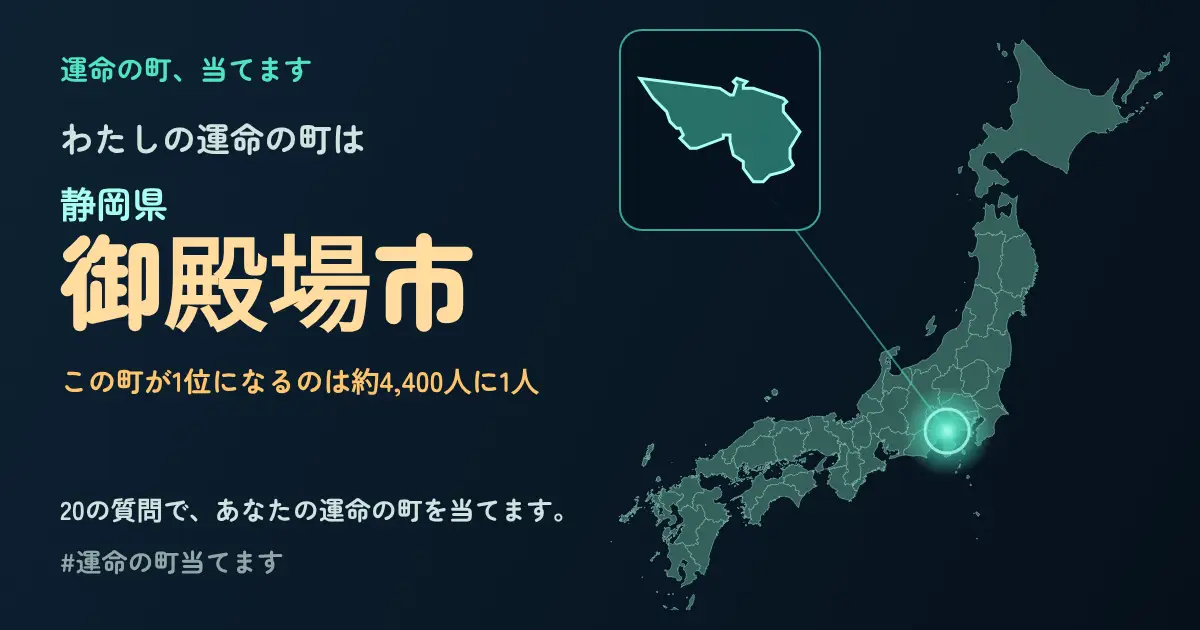 運命の町、当てます
わたしの運命の町は
静岡県
御殿場市
この町が1位になるのは約4,400人に1人
20の質問で、あなたの運命の町を当てます。
#運命の町当てます